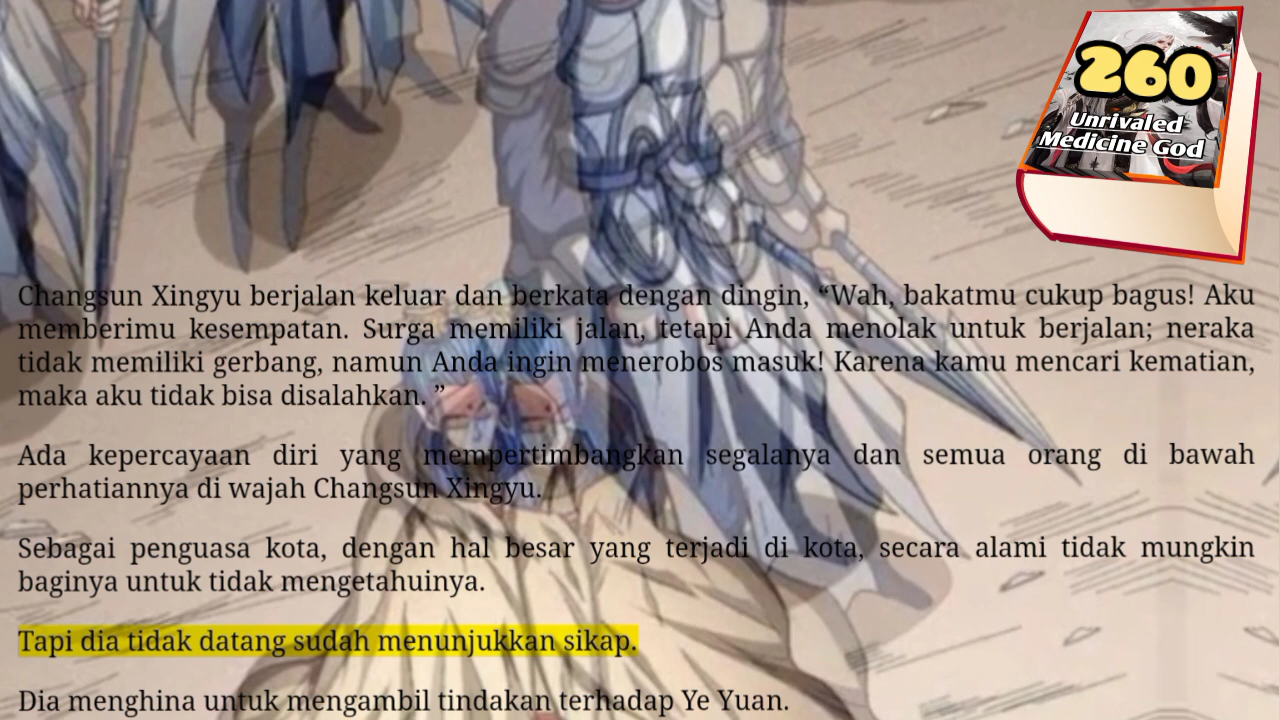 260
Unrivaled
Medicine God
Changsun Xingyu berjalan keluar dan berkata dengan dingin, “Wah, bakatmu cukup bagus! Aku
memberimu kesempatan. Surga memiliki jalan, tetapi Anda menolak untuk berjalan; neraka
tidak memiliki gerbang, namun Anda ingin menerobos masuk! Karena kamu mencari kematian,
maka aku tidak bisa disalahkan. ”
Ada kepercayaan diri yang mempertimbangkan segalanya dan semua orang di bawah
perhatiannya di wajah Changsun Xingyu.
Sebagai penguasa kota, dengan hal besar yang terjadi di kota, secara alami tidak mungkin
baginya untuk tidak mengetahuinya.
Tapi dia tidak datang sudah menunjukkan sikap.
Dia menghina untuk mengambil tindakan terhadap Ye Yuan.